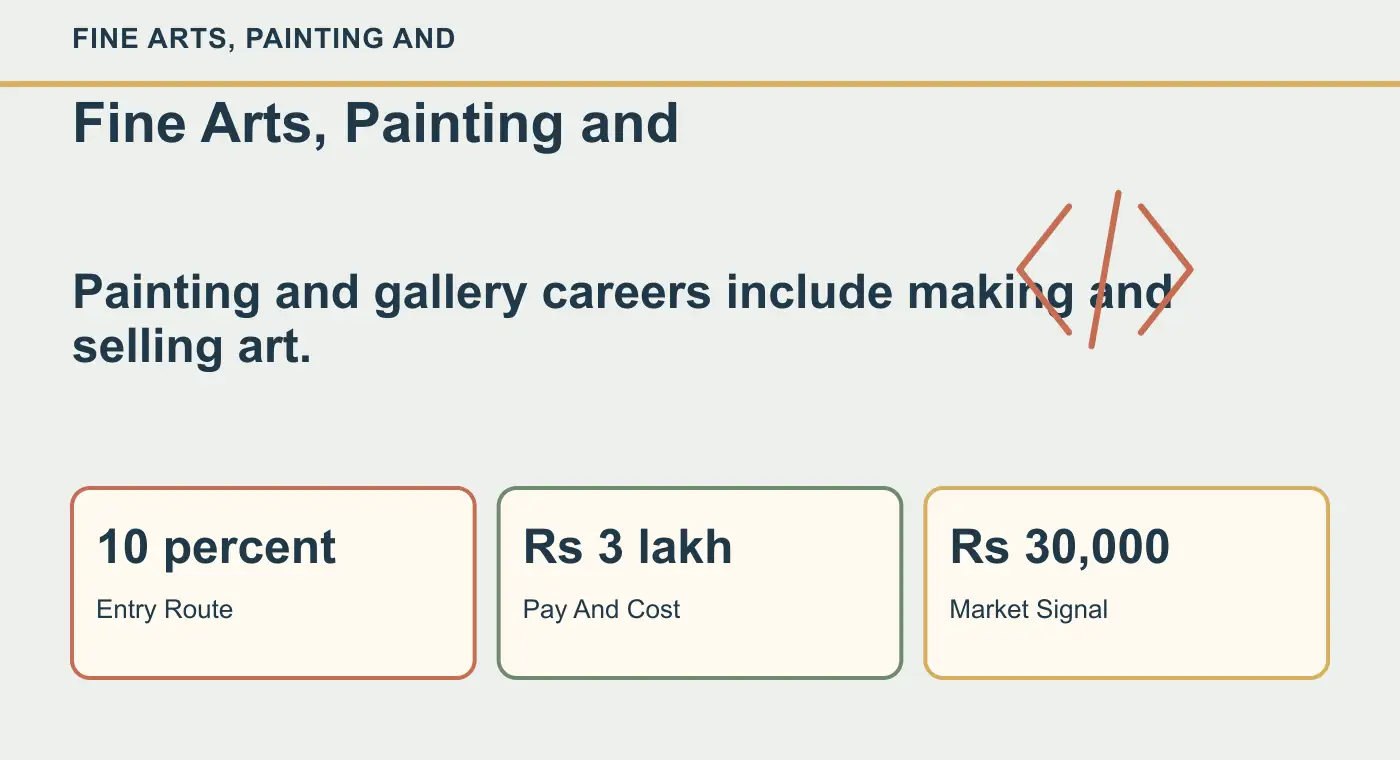 FINE ARTS, PAINTING AND
Fine Arts, Painting and
Painting and gallery careers include making and
selling art.
10 percent
Entry Route
Rs 3 lakh
Pay And Cost
Rs 30,000
Market Signal